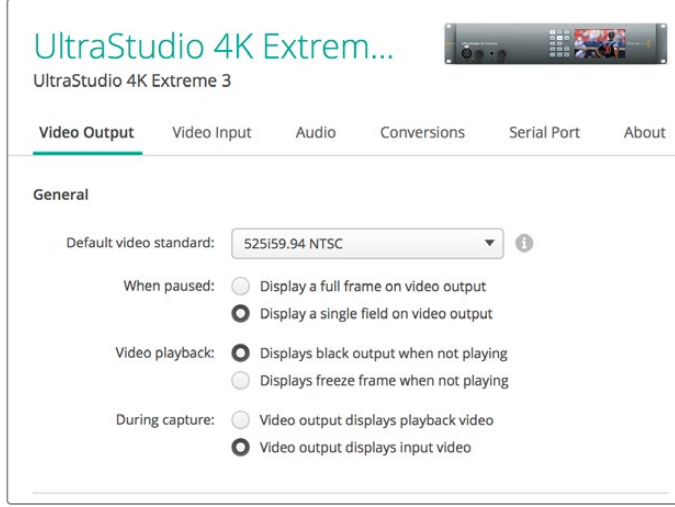 UltraStudio 4K Extrem...
UltraStudio 4K Extreme 3
Video Output Video Input Audio Conversions Serial Port About
General
Default video standard: 525i59.94 NTSC
When paused: Display a full frame on video output
Display a single field on video output
Video playback: Displays black output when not playing
Displays freeze frame when not playing
During capture: Video output displays playback video
Video output displays input video